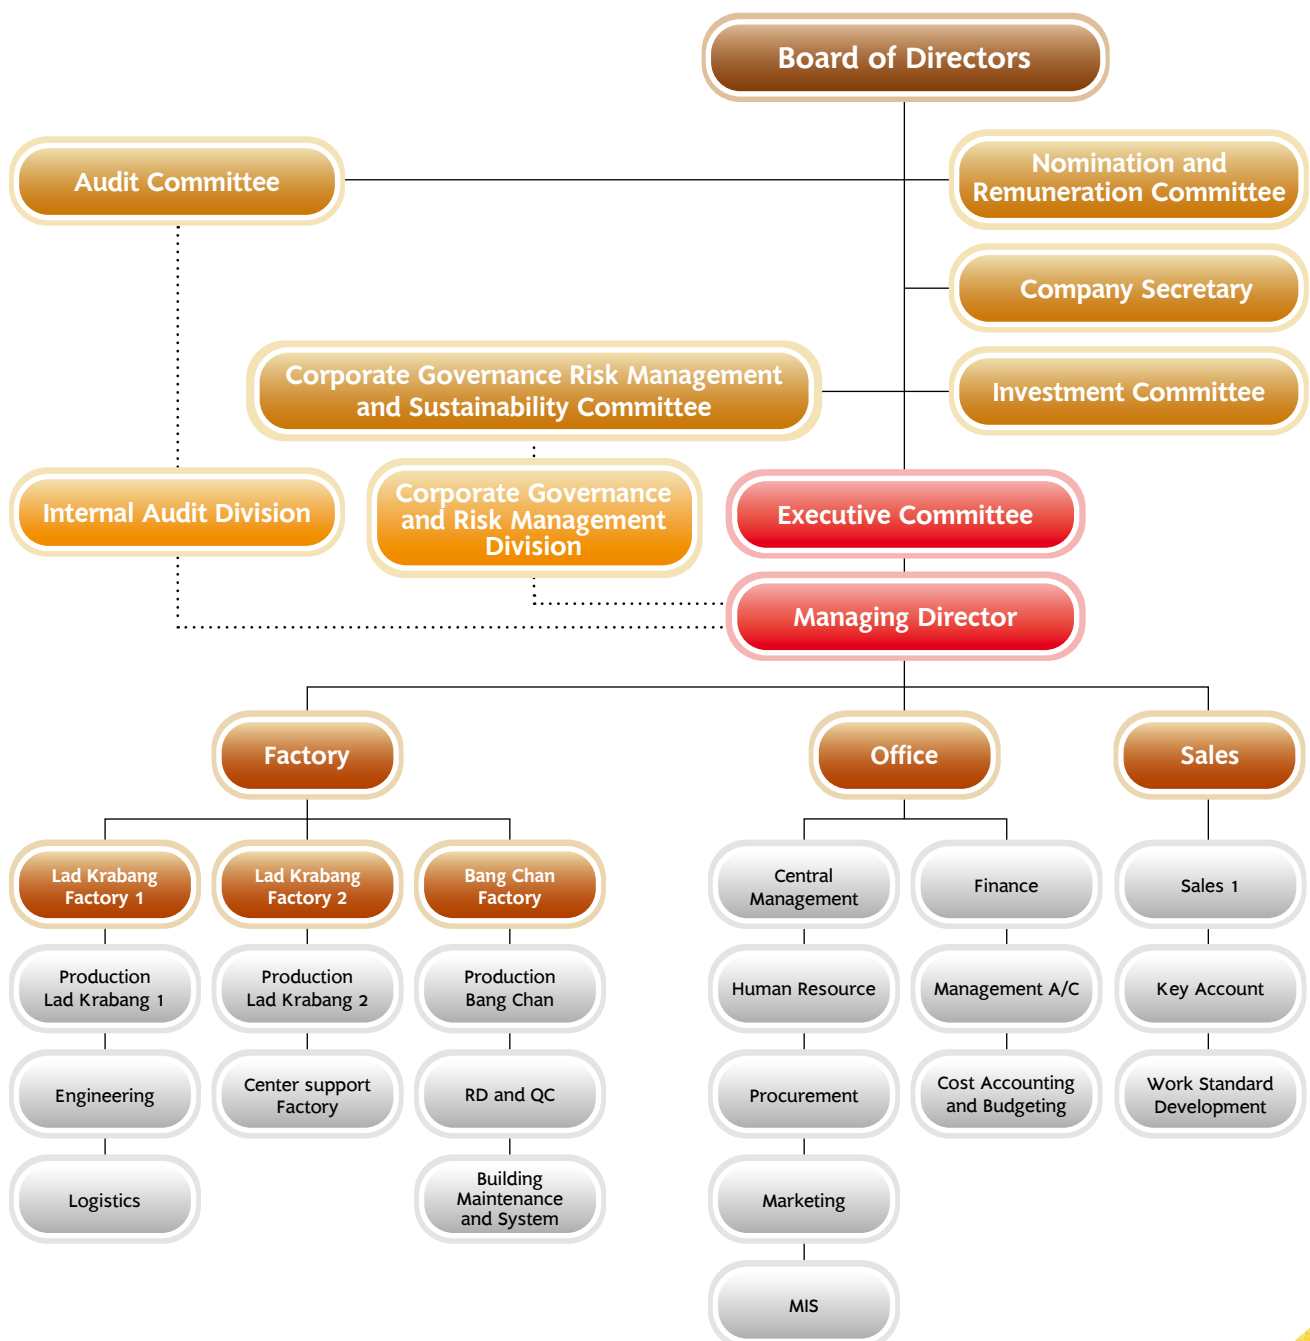 Board of Directors
Audit Committee
Nomination and
Remuneration Committee
Company Secretary
Corporate Governance Risk Management
and Sustainability Committee
Investment Committee
Internal Audit Division
Corporate Governance
and Risk Management
Division
Executive Committee
Managing Director
Factory
Office
Sales
Lad Krabang
Factory 1
Lad Krabang
Factory 2
Bang Chan
Factory
Central
Management
Finance
Sales 1
Production
Lad Krabang 1
Production
Lad Krabang 2
Production
Bang Chan
Human Resource
Management A/C
Key Account
Engineering
Center support
Factory
RD and QC
Procurement
Cost Accounting
and Budgeting
Work Standard
Development
Logistics
Building
Maintenance
and System
Marketing
MIS